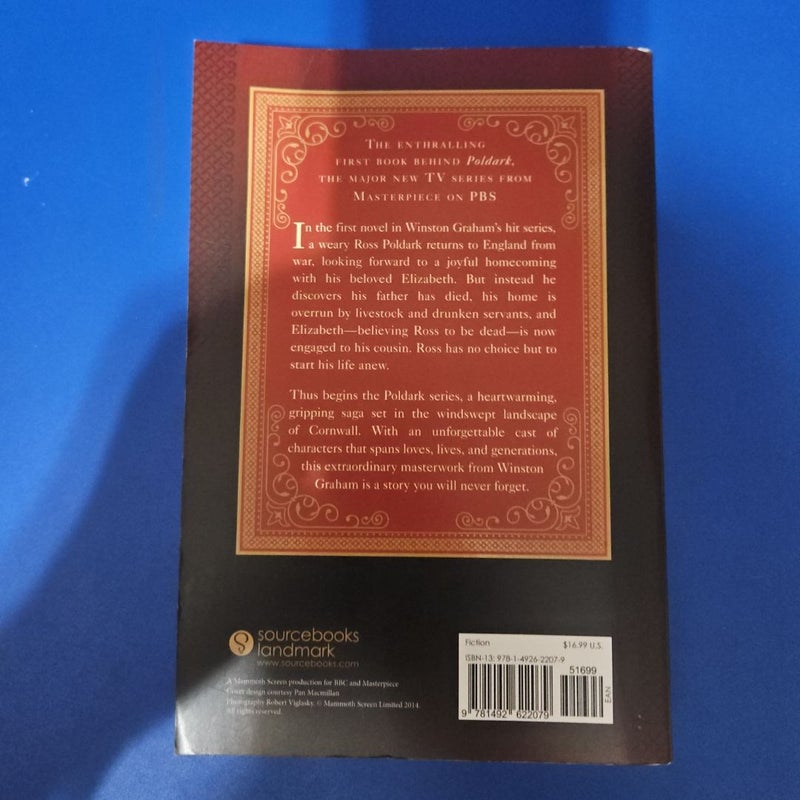 THE ENTHRALLING
FIRST BOOK BEHIND Poldark,
THE MAJOR NEW TV SERIES FROM
MASTERPIECE ON PBS
In the first novel in Winston Graham's hit series,
a weary Ross Poldark returns to England from
war, looking forward to a joyful homecoming
with his beloved Elizabeth. But instead he
discovers his father has died, his home is
overrun by livestock and drunken servants, and
Elizabeth—believing Ross to be dead—is now
engaged to his cousin. Ross has no choice but to
start his life anew.
Thus begins the Poldark series, a heartwarming,
gripping saga set in the windswept landscape
of Cornwall. With an unforgettable cast of
characters that spans loves, lives, and generations,
this extraordinary masterwork from Winston
Graham is a story you will never forget.
sourcebooks
landmark
www.sourcebooks.com
A Mammoth Screen production for BBC and Masterpiece
Cover design courtesy Pan Macmillan
Photography Robert Viglasky. © Mammoth Screen Limited 2014.
All rights reserved.
Fiction $16.99 U.S.
ISBN-13: 978-1-4926-2207-9
51699
EAN
9 781492 622079